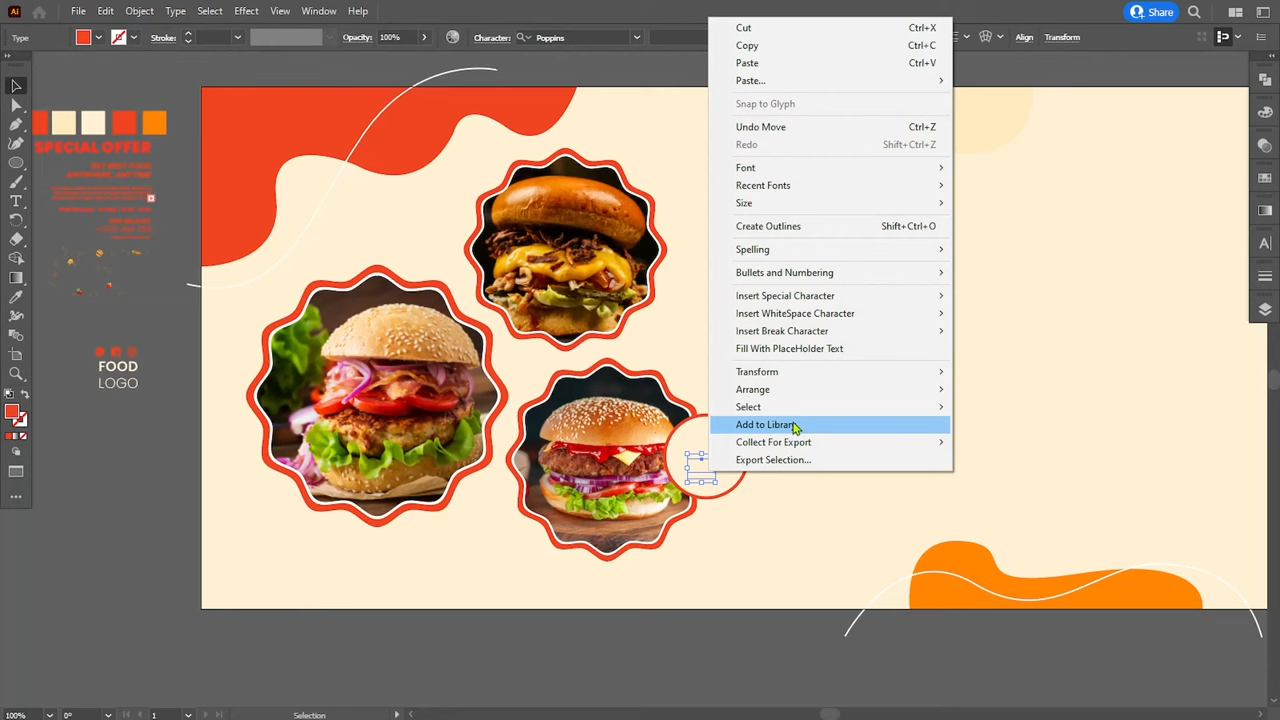 Ai File Edit Object Type Select Effect View Window Help Share
Type Stroke: Opacity: 100% Character: Poppins Align Transform
Cut Ctrl+X
Copy Ctrl+C
Paste Ctrl+V
Paste...
Snap to Glyph
Undo Move Ctrl+Z
Redo Shift+Ctrl+Z
Font
Recent Fonts
Size
Create Outlines Shift+Ctrl+O
Spelling
Bullets and Numbering
Insert Special Character
Insert WhiteSpace Character
Insert Break Character
Fill With PlaceHolder Text
Transform
Arrange
Select
Add to Library
Collect For Export
Export Selection...
SPECIAL OFFER
FOOD
LOGO
100% 0° 1 Selection